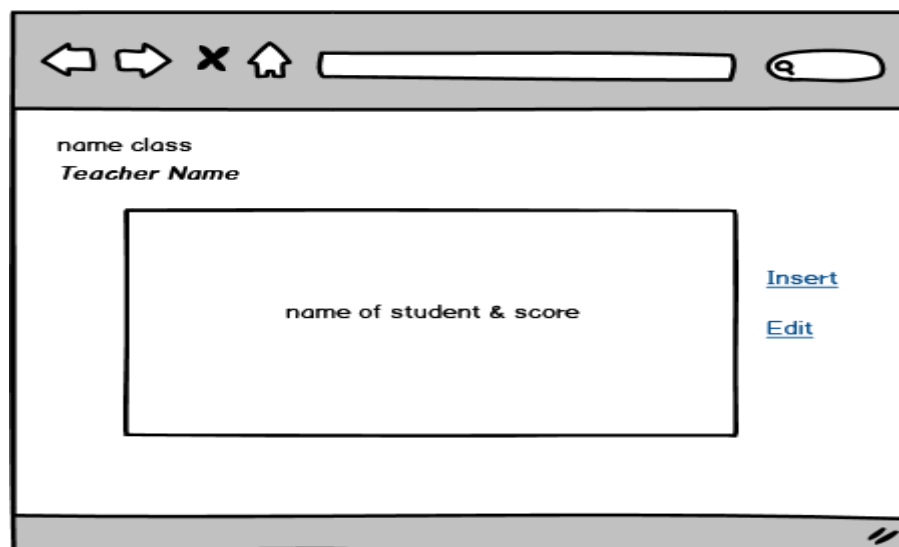 name class
Teacher Name
name of student & score
Insert
Edit